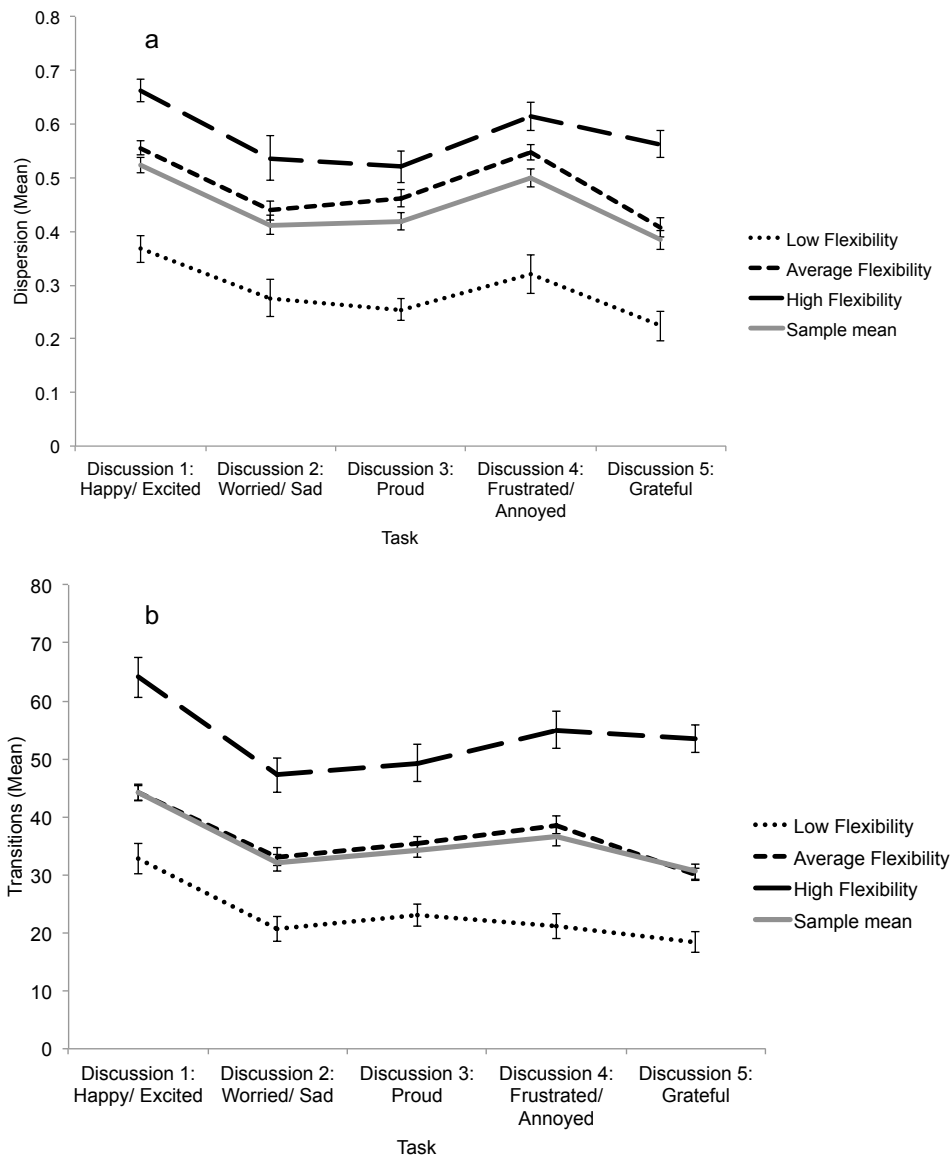 a
Dispersion (Mean)
0.8
0.7
0.6
0.5
0.4
0.3
0.2
0.1
0
Discussion 1:
Happy/ Excited
Discussion 2:
Worried/ Sad
Discussion 3:
Proud
Discussion 4:
Frustrated/
Annoyed
Discussion 5:
Grateful
Task
Low Flexibility
Average Flexibility
High Flexibility
Sample mean
b
Transitions (Mean)
80
70
60
50
40
30
20
10
0
Discussion 1:
Happy/ Excited
Discussion 2:
Worried/ Sad
Discussion 3:
Proud
Discussion 4:
Frustrated/
Annoyed
Discussion 5:
Grateful
Task
Low Flexibility
Average Flexibility
High Flexibility
Sample mean